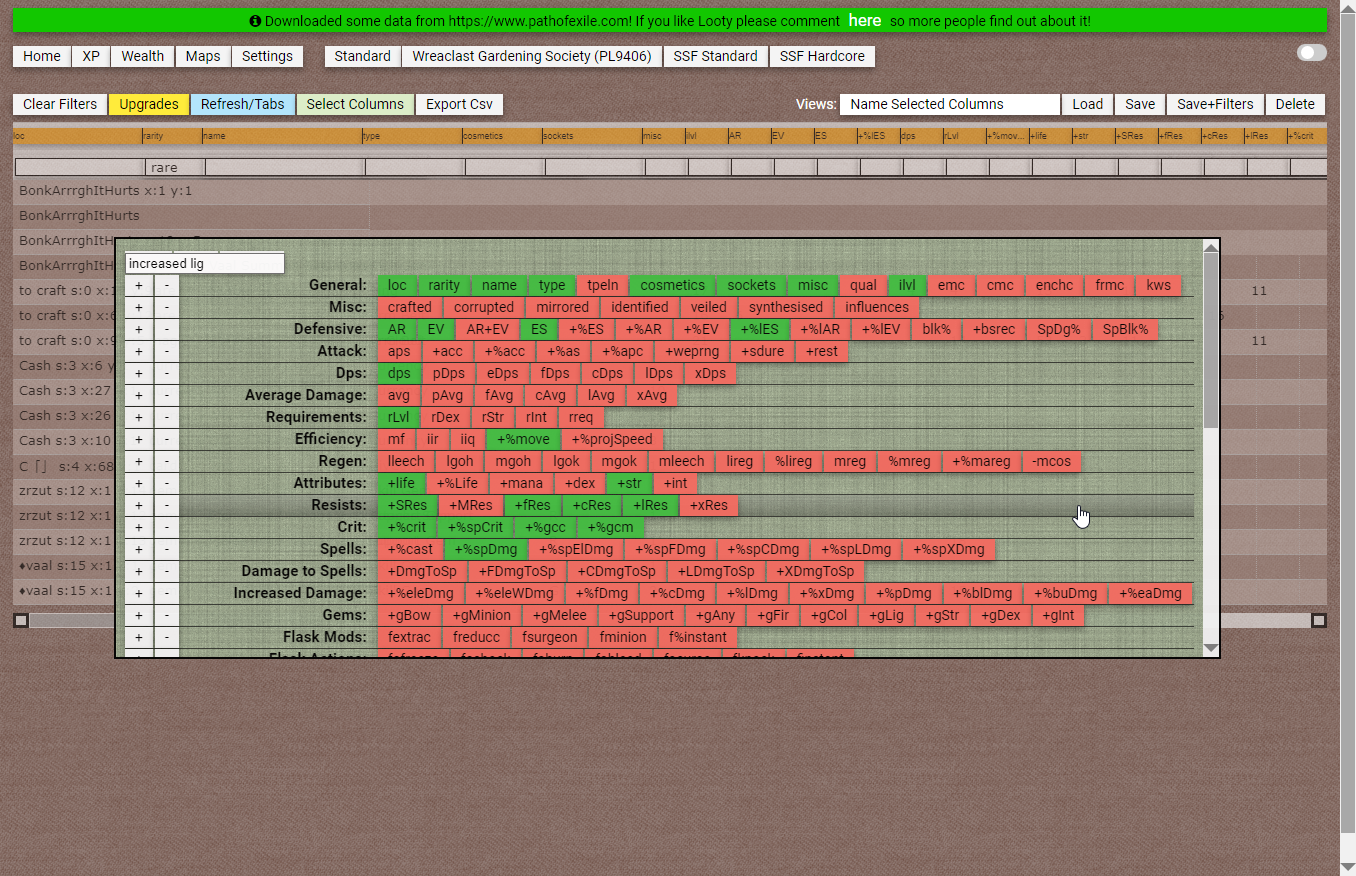 Downloaded some data from https://www.pathofexile.com! If you like Looty please comment here so more people find out about it!
Home XP Wealth Maps Settings Standard Wreaclast Gardening Society (PL9406) SSF Standard SSF Hardcore
Clear Filters Upgrades Refresh/Tabs Select Columns Export Csv Views: Name Selected Columns Load Save Save+Filters Delete
loc rarity name type cosmetics sockets misc ilvl AR EV ES +%lES dps rLvl +%mov... +life +str +SRes +fRes +cRes +lRes +%crit
rare
BonkArrrghItHurts x:1 y:1
BonkArrrghItHurts
BonkArrrghItH
increased lig
BonkArrrghItH
+ - General: loc rarity name type tpeln cosmetics sockets misc qual ilvl emc cmc enchc frmc kws
to craft s:0 x:1 11
+ - Misc: crafted corrupted mirrored identified veiled synthesised influences
to craft s:0 x:6
+ - Defensive: AR EV AR+EV ES +%ES +%AR +%EV +%lES +%lAR +%lEV blk% +bsrec SpDg% SpBlk%
to craft s:0 x:9 11
+ - Attack: aps +acc +%acc +%as +%apc +weprng +sdure +rest
Cash s:3 x:6 y
+ - Dps: dps pDps eDps fDps cDps lDps xDps
Cash s:3 x:27
+ - Average Damage: avg pAvg fAvg cAvg lAvg xAvg
Cash s:3 x:26
+ - Requirements: rLvl rDex rStr rInt rreq
Cash s:3 x:10
+ - Efficiency: mf iir iiq +%move +%projSpeed
+ - Regen: lleech lgoh mgoh lgok mgok mleech lireg %lireg mreg %mreg +%mareg -mcos
C s:4 x:68
+ - Attributes: +life +%Life +mana +dex +str +int
zrzut s:12 x:1
+ - Resists: +SRes +MRes +fRes +cRes +lRes +xRes
zrzut s:12 x:1
+ - Crit: +%crit +%spCrit +%gcc +%gcm
zrzut s:12 x:1
+ - Spells: +%cast +%spDmg +%spElDmg +%spFDmg +%spCDmg +%spLDmg +%spXDmg
♦vaal s:15 x:1
+ - Damage to Spells: +DmgToSp +FDmgToSp +CDmgToSp +LDmgToSp +XDmgToSp
♦vaal s:15 x:1
+ - Increased Damage: +%eleDmg +%eleWDmg +%fDmg +%cDmg +%lDmg +%xDmg +%pDmg +%blDmg +%buDmg +%eaDmg
+ - Gems: +gBow +gMinion +gMelee +gSupport +gAny +gFir +gCol +gLig +gStr +gDex +gInt
+ - Flask Mods: fextrac freducc fsurgeon fminion f%instant